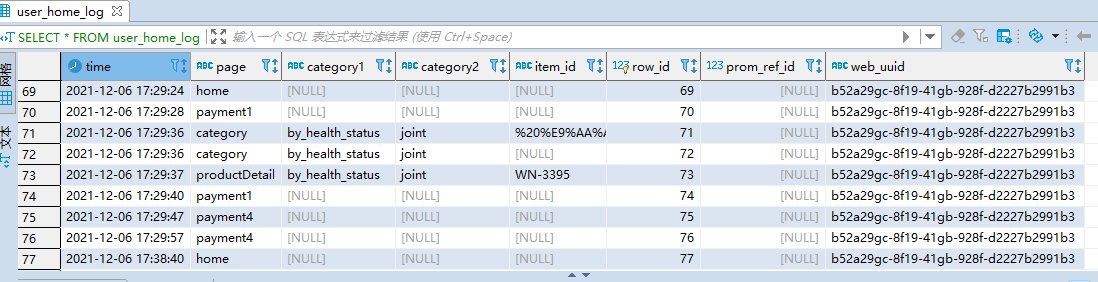 user_home_log
SELECT * FROM user_home_log 输入一个 SQL 表达式来过滤结果 (使用 Ctrl+Space)
网格
文本
time ABC page ABC category1 ABC category2 ABC item_id 123 row_id 123 prom_ref_id ABC web_uuid
69 2021-12-06 17:29:24 home [NULL] [NULL] [NULL] 69 [NULL] b52a29gc-8f19-41gb-928f-d2227b2991b3
70 2021-12-06 17:29:28 payment1 [NULL] [NULL] [NULL] 70 [NULL] b52a29gc-8f19-41gb-928f-d2227b2991b3
71 2021-12-06 17:29:36 category by_health_status joint %20%E9%AA%A 71 [NULL] b52a29gc-8f19-41gb-928f-d2227b2991b3
72 2021-12-06 17:29:36 category by_health_status joint [NULL] 72 [NULL] b52a29gc-8f19-41gb-928f-d2227b2991b3
73 2021-12-06 17:29:37 productDetail by_health_status joint WN-3395 73 [NULL] b52a29gc-8f19-41gb-928f-d2227b2991b3
74 2021-12-06 17:29:40 payment1 [NULL] [NULL] [NULL] 74 [NULL] b52a29gc-8f19-41gb-928f-d2227b2991b3
75 2021-12-06 17:29:47 payment4 [NULL] [NULL] [NULL] 75 [NULL] b52a29gc-8f19-41gb-928f-d2227b2991b3
76 2021-12-06 17:29:57 payment4 [NULL] [NULL] [NULL] 76 [NULL] b52a29gc-8f19-41gb-928f-d2227b2991b3
77 2021-12-06 17:38:40 home [NULL] [NULL] [NULL] 77 [NULL] b52a29gc-8f19-41gb-928f-d2227b2991b3